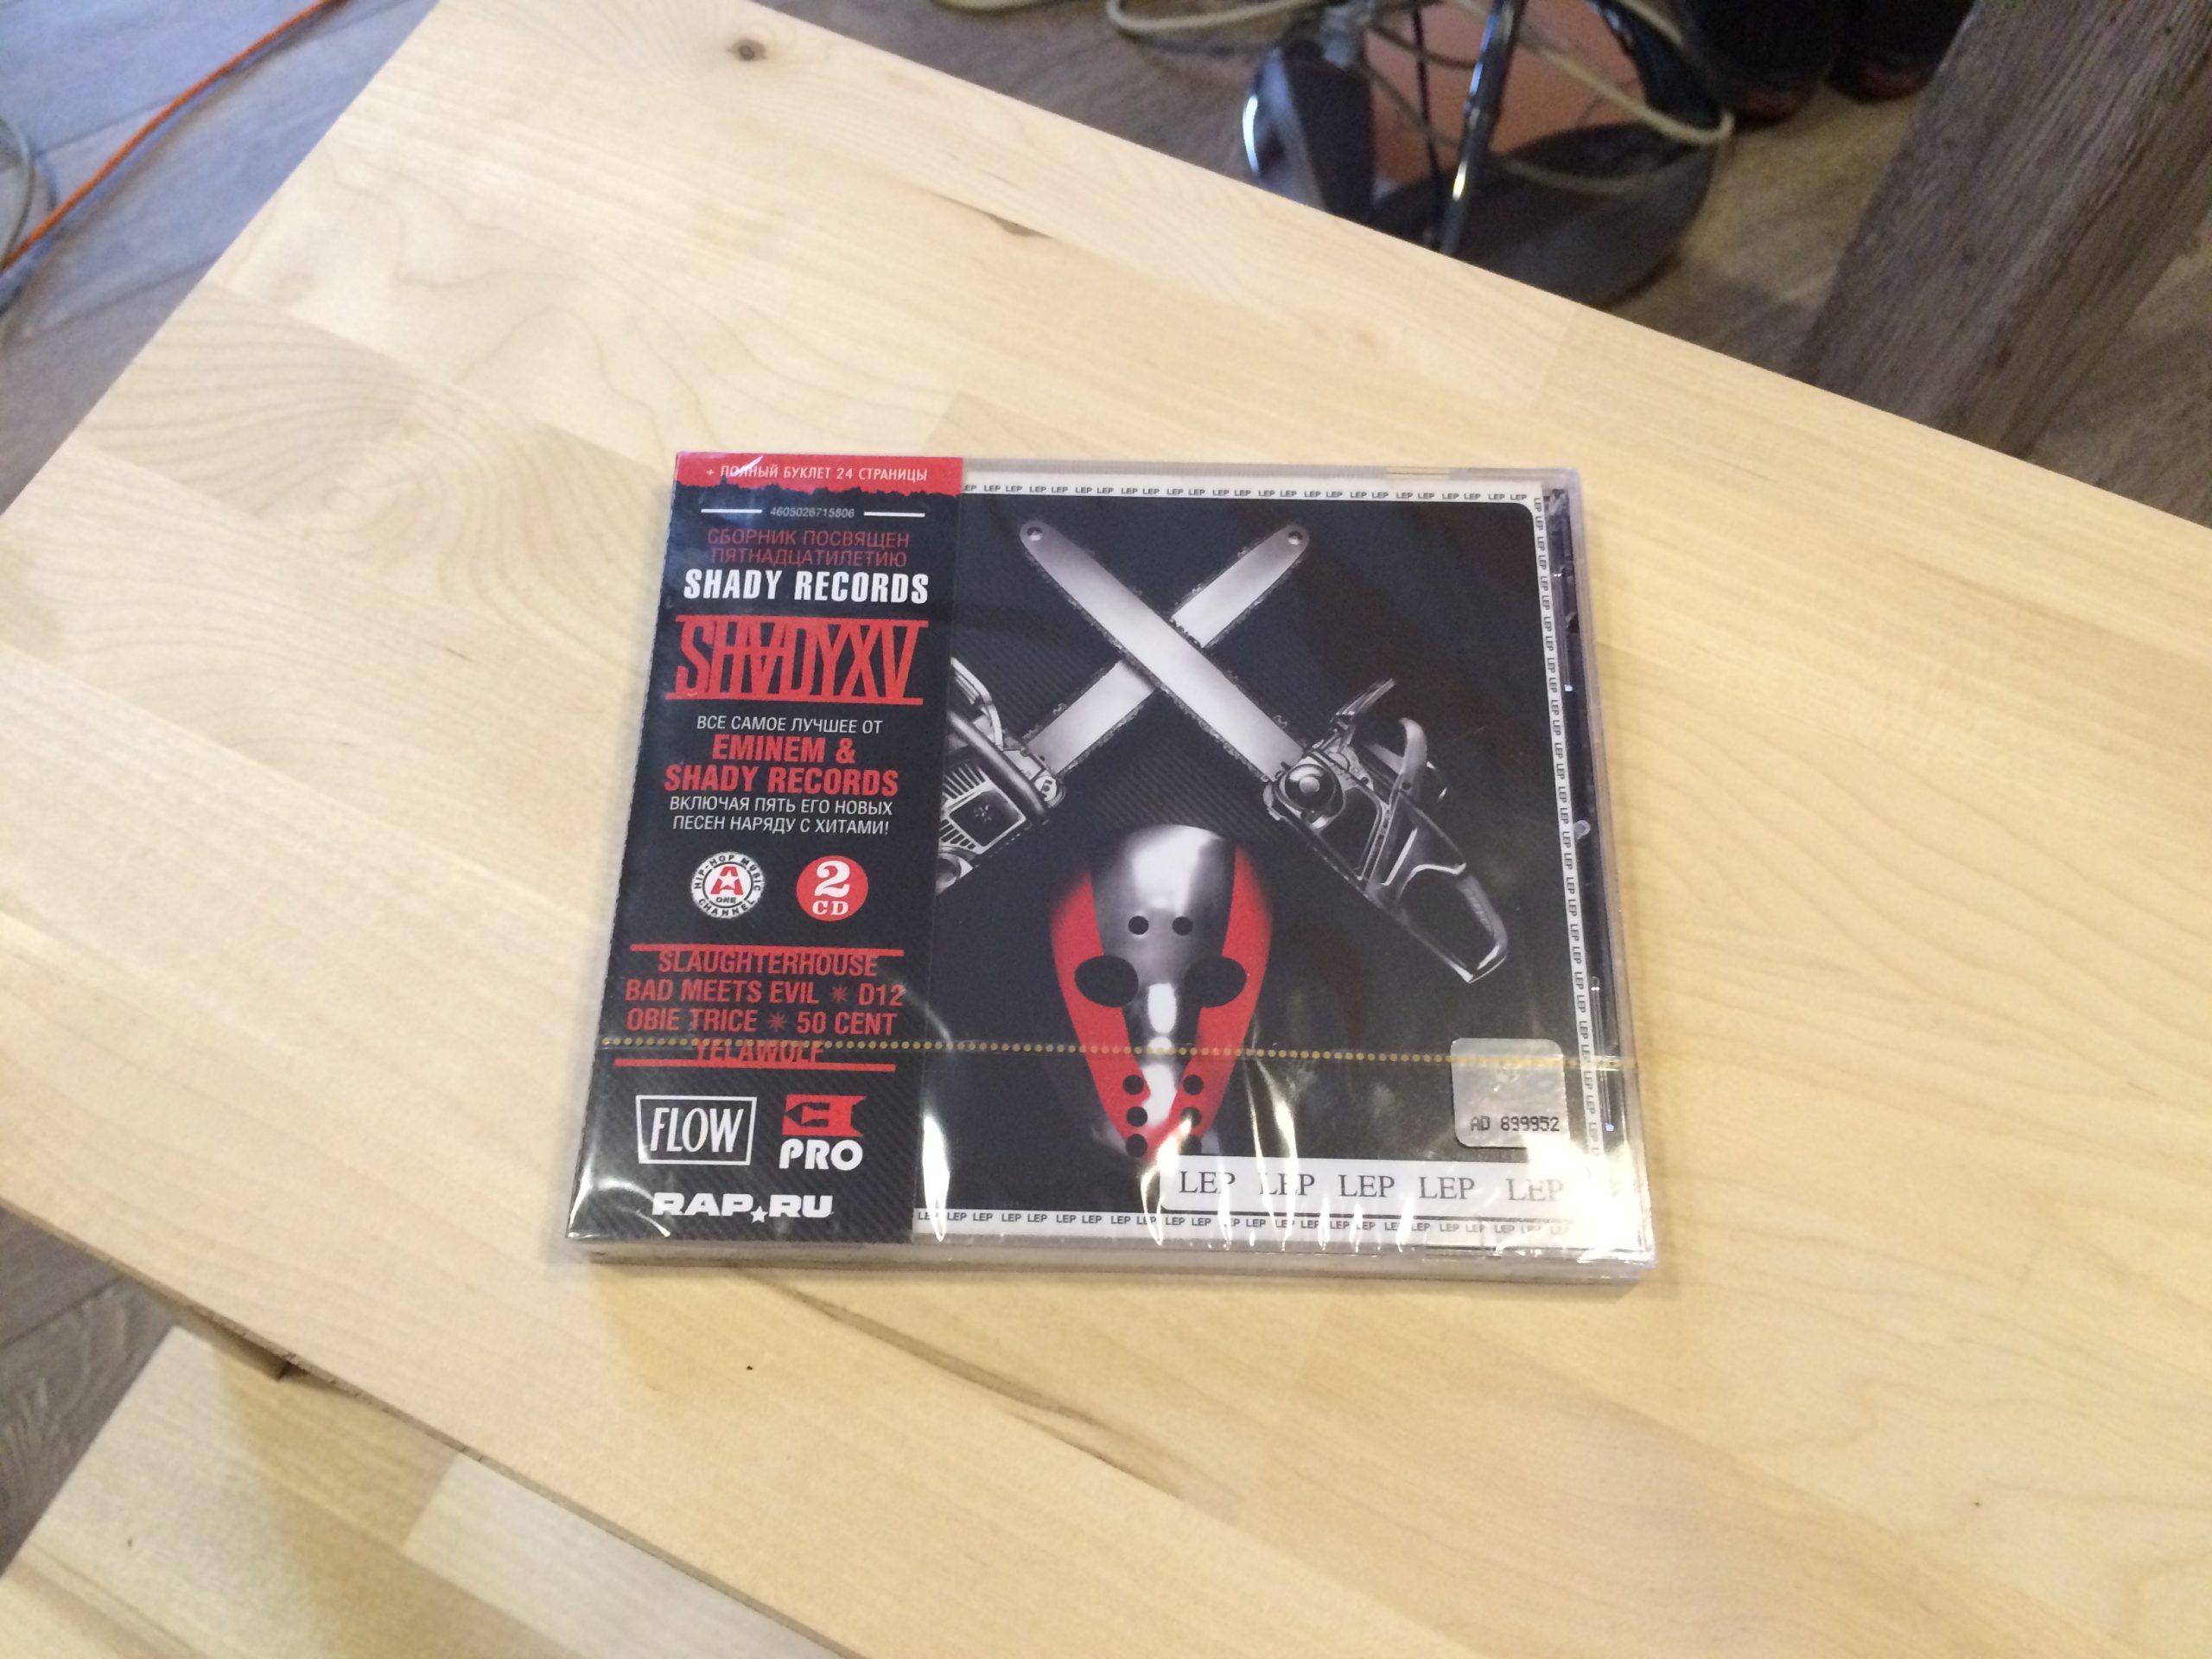 + ПОЛНЫЙ БУКЛЕТ 24 СТРАНИЦЫ
4605026715806
СБОРНИК ПОСВЯЩЕН
ПЯТНАДЦАТИЛЕТИЮ
SHADY RECORDS
SHADYXV
ВСЕ САМОЕ ЛУЧШЕЕ ОТ
EMINEM &
SHADY RECORDS
ВКЛЮЧАЯ ПЯТЬ ЕГО НОВЫХ
ПЕСЕН НАРЯДУ С ХИТАМИ!
HIP-HOP MUSIC
A
ONE
CHANNEL
2
CD
SLAUGHTERHOUSE
BAD MEETS EVIL * D12
OBIE TRICE * 50 CENT
YELAWOLF
FLOW
PRO
RAP.RU
AD 899952
LEP LEP LEP LEP LEP